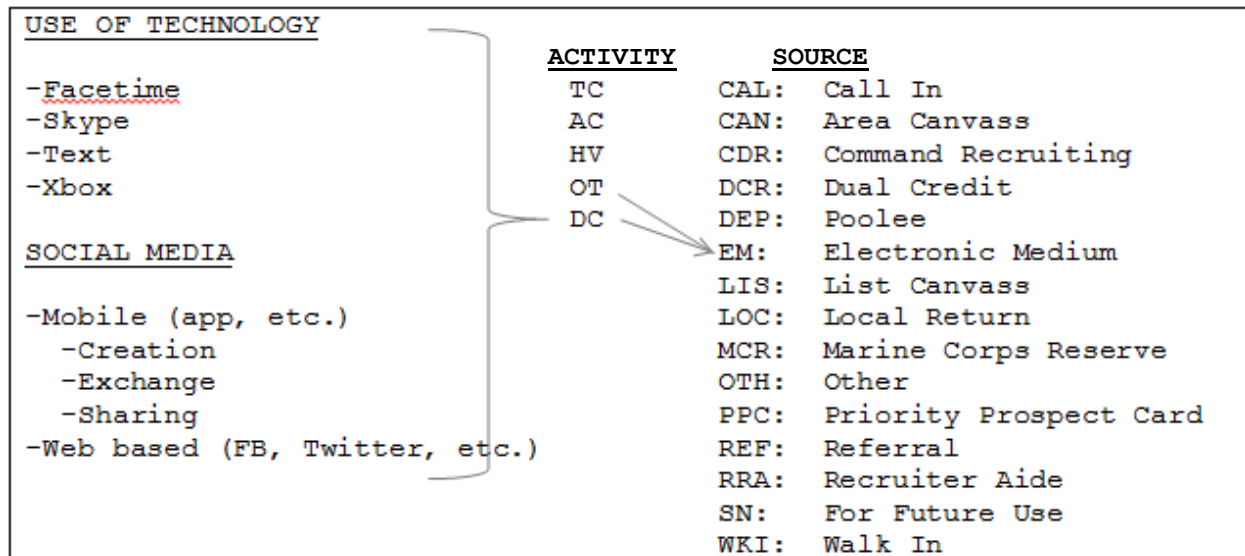 USE OF TECHNOLOGY
-Facetime
-Skype
-Text
-Xbox
SOCIAL MEDIA
-Mobile (app, etc.)
-Creation
-Exchange
-Sharing
-Web based (FB, Twitter, etc.)
ACTIVITY
TC
AC
HV
OT
DC
SOURCE
CAL: Call In
CAN: Area Canvass
CDR: Command Recruiting
DCR: Dual Credit
DEP: Poolee
EM: Electronic Medium
LIS: List Canvass
LOC: Local Return
MCR: Marine Corps Reserve
OTH: Other
PPC: Priority Prospect Card
REF: Referral
RRA: Recruiter Aide
SN: For Future Use
WKI: Walk In